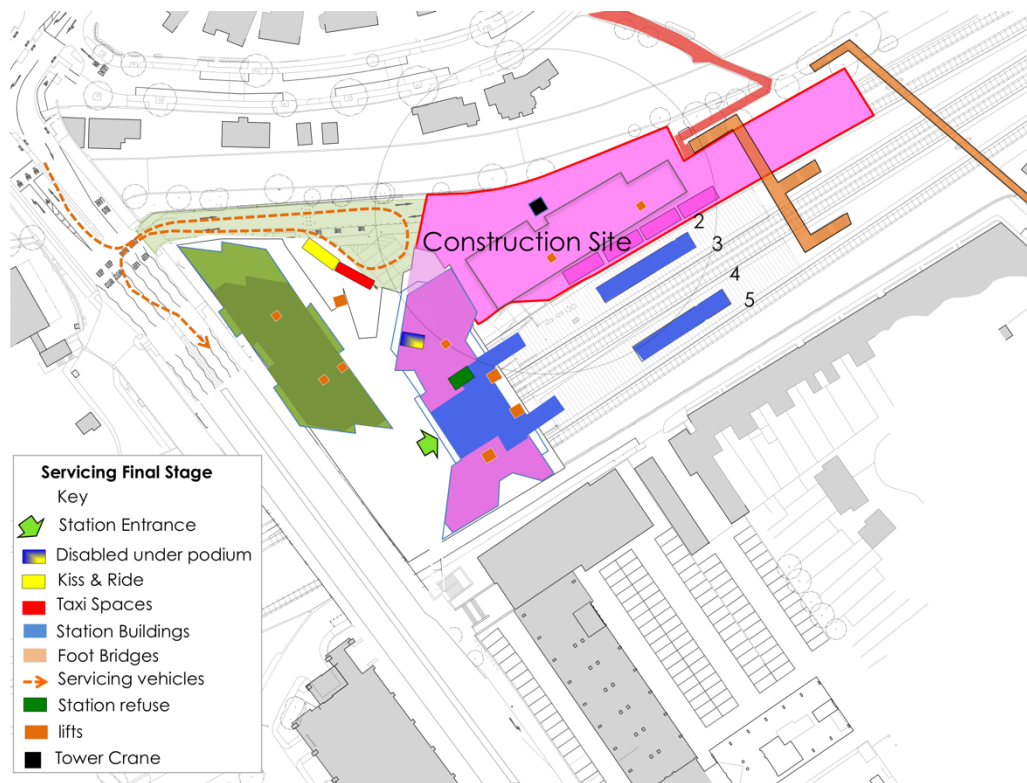 2
Construction Site
3
4
5
Servicing Final Stage
Key
Station Entrance
Disabled under podium
Kiss & Ride
Taxi Spaces
Station Buildings
Foot Bridges
Servicing vehicles
Station refuse
lifts
Tower Crane